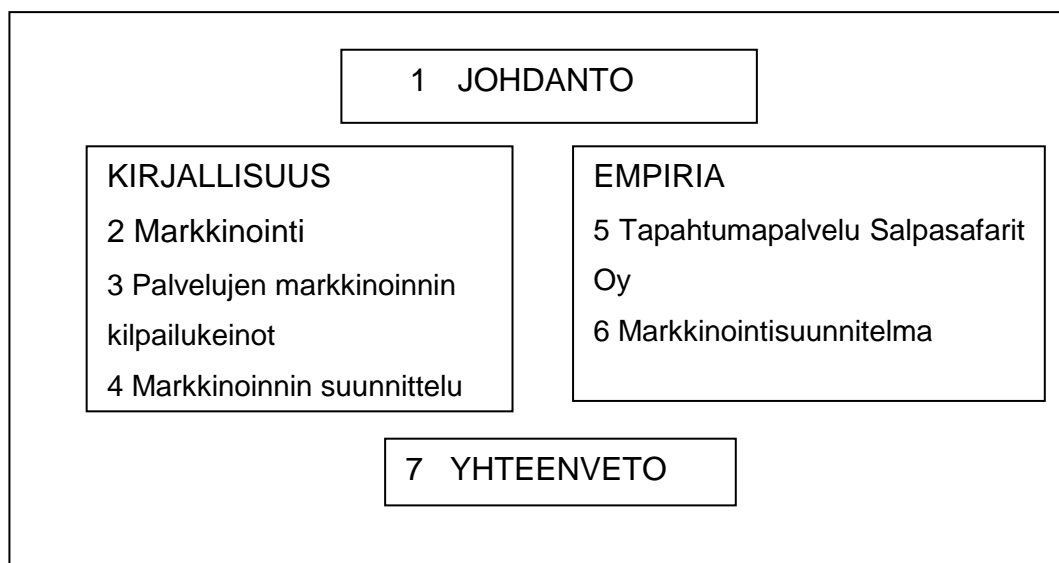 1 JOHDANTO
KIRJALLISUUS
2 Markkinointi
3 Palvelujen markkinoinnin
kilpailukeinot
4 Markkinoinnin suunnittelu
EMPIRIA
5 Tapahtumapalvelu Salpasafarit
Oy
6 Markkinointisuunnitelma
7 YHTEENVETO